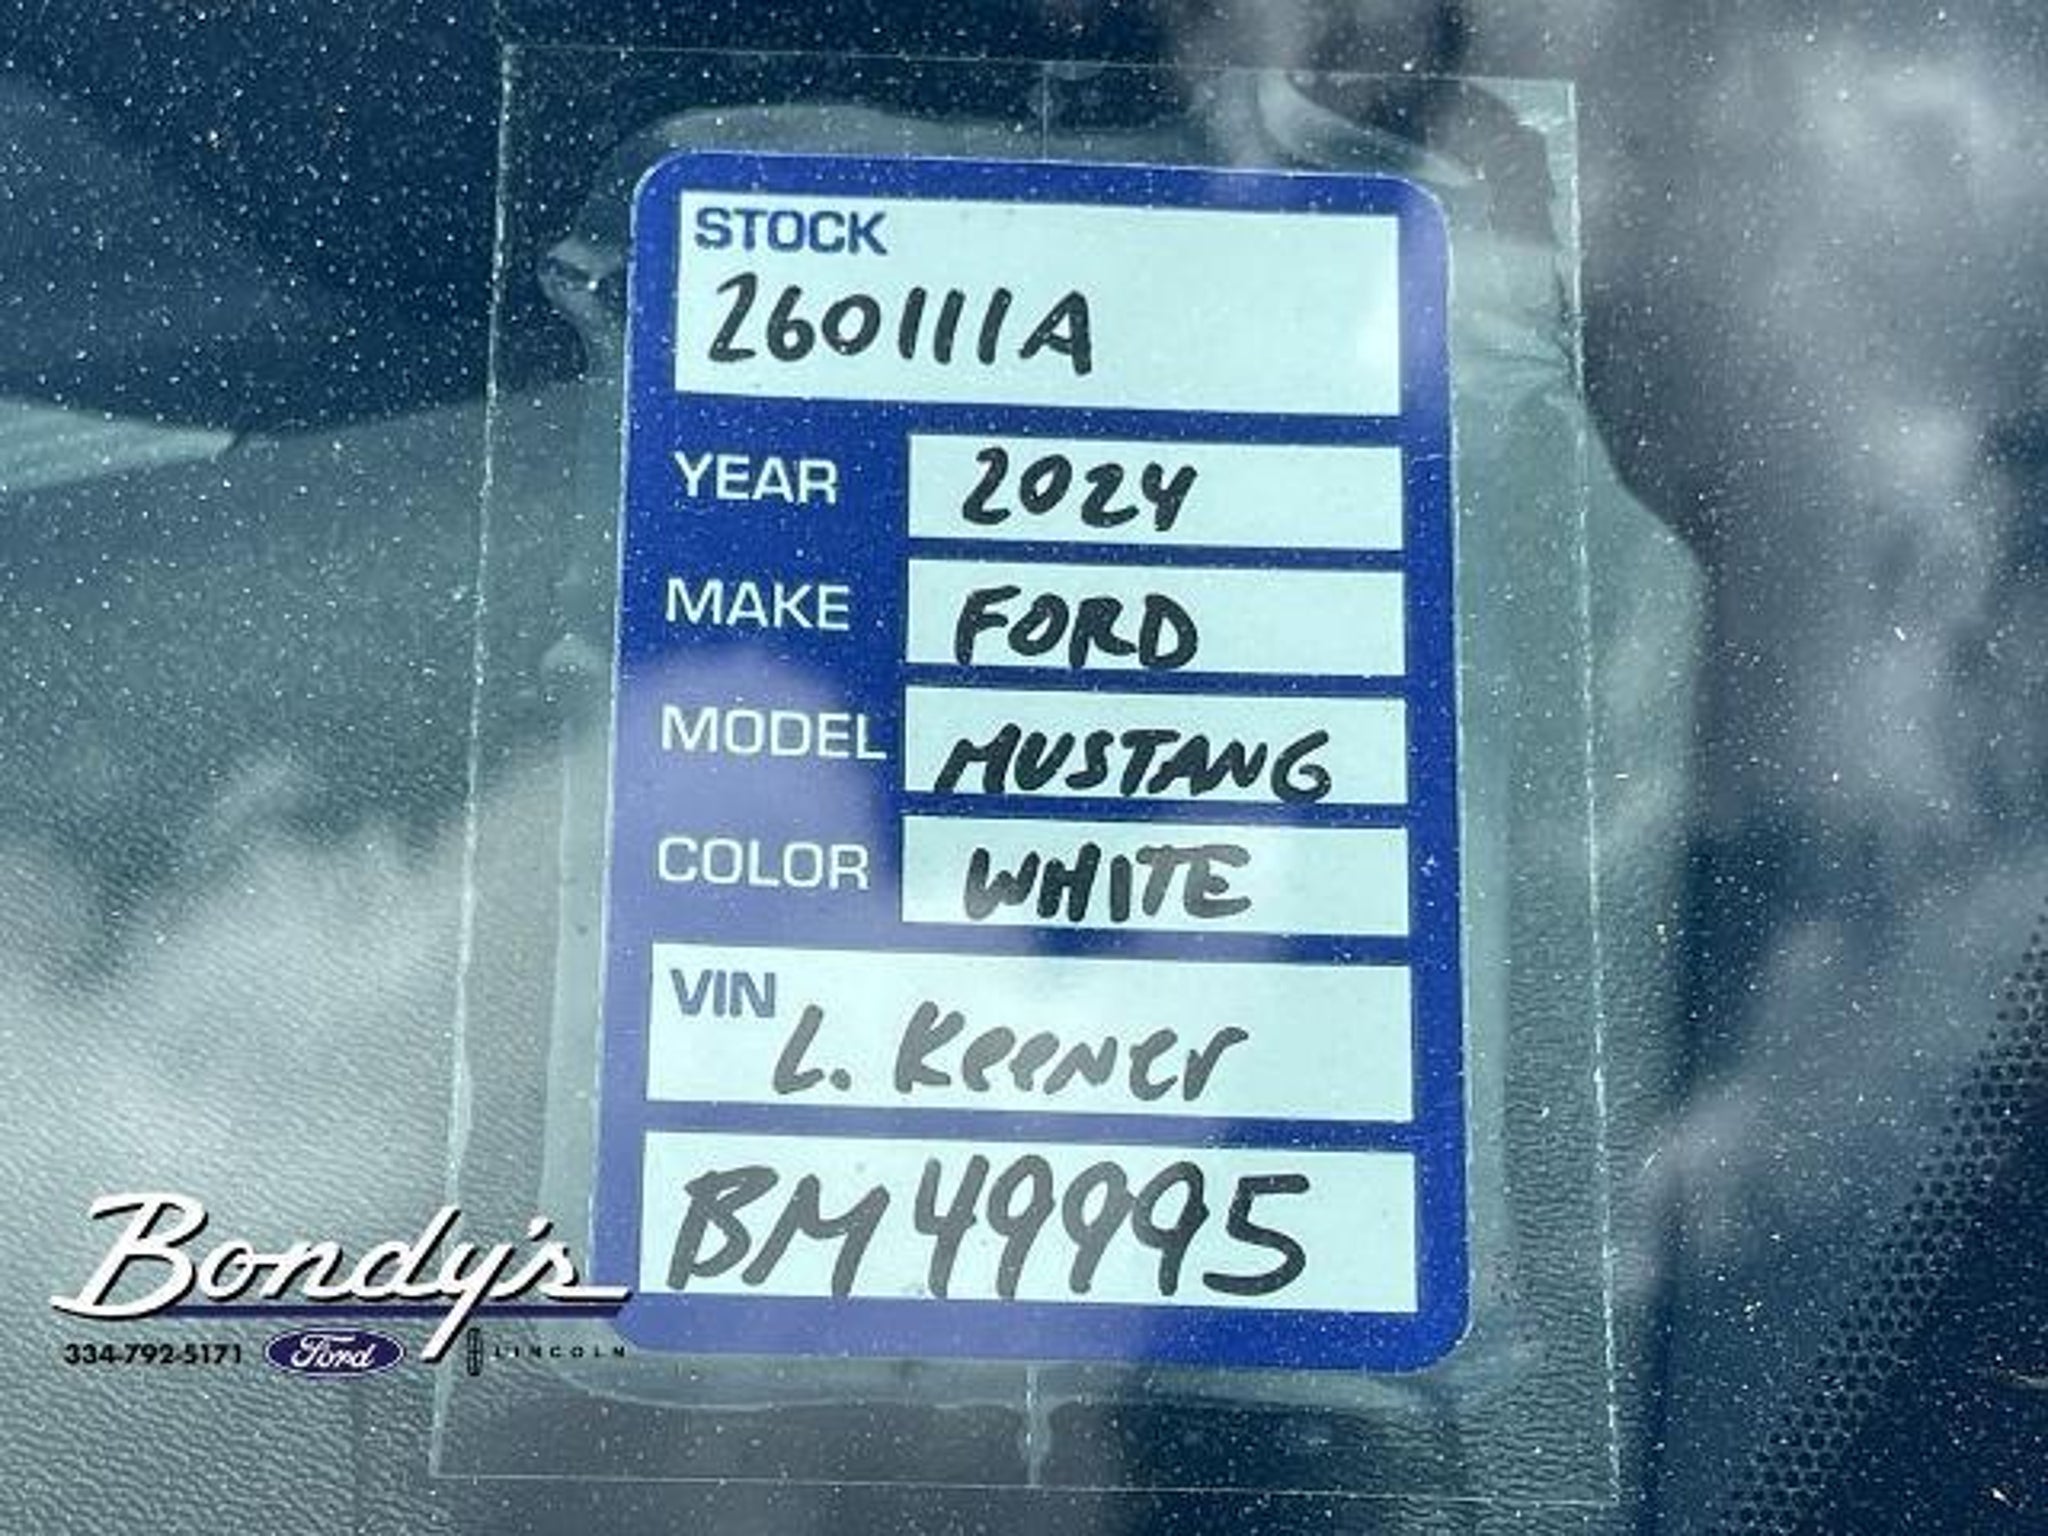 STOCK
260111A
YEAR 2024
MAKE FORD
MODEL MUSTANG
COLOR WHITE
VIN L. Keener
BM49995
Bondy's
334-792-5171 Ford LINCOLN